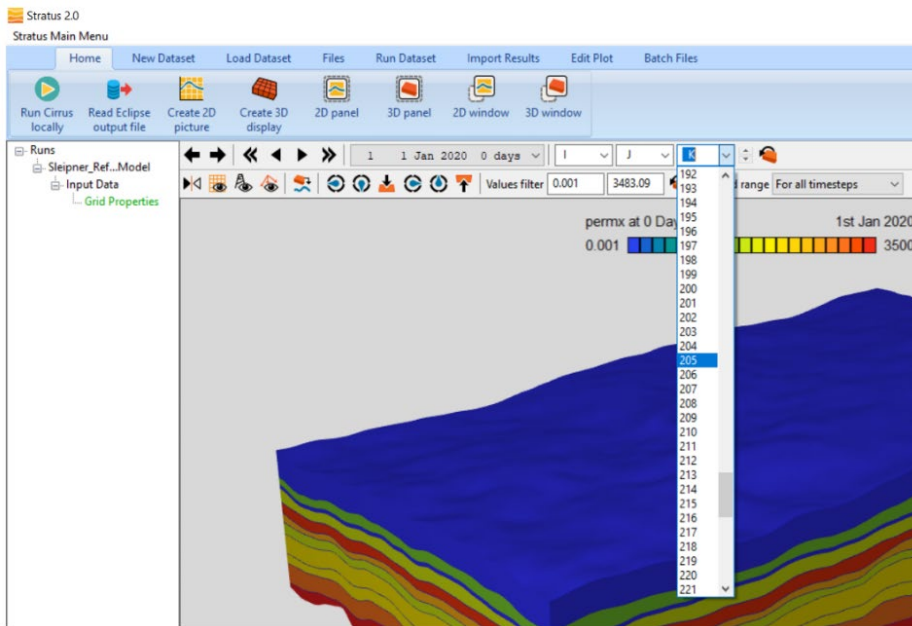 Stratus 2.0
Stratus Main Menu
Home New Dataset Load Dataset Files Run Dataset Import Results Edit Plot Batch Files
Run Cirrus locally
Read Eclipse output file
Create 2D picture
Create 3D display
2D panel
3D panel
2D window
3D window
Runs
Sleipner_Ref...Model
Input Data
Grid Properties
1 1 Jan 2020 0 days I J K
Values filter 0.001 3483.09 range For all timesteps
permx at 0 Day 1st Jan 2020
0.001 3500
192
193
194
195
196
197
198
199
200
201
202
203
204
205
206
207
208
209
210
211
212
213
214
215
216
217
218
219
220
221